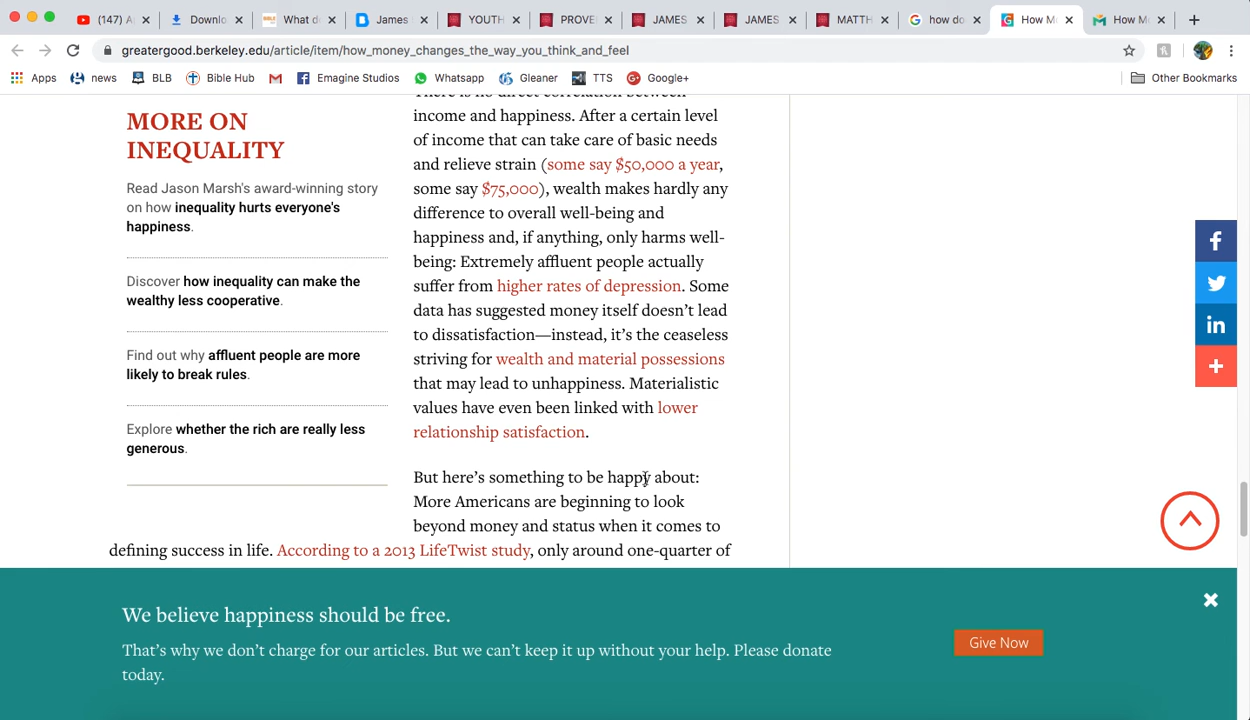 (147) A
Downlo
What d
James
YOUTH
PROVE
JAMES
JAMES
MATTH
how do
How M
How M
greatergood.berkeley.edu/article/item/how_money_changes_the_way_you_think_and_feel
Apps
news
BLB
Bible Hub
Emagine Studios
Whatsapp
Gleaner
TTS
Google+
Other Bookmarks
MORE ON
INEQUALITY
Read Jason Marsh's award-winning story
on how inequality hurts everyone's
happiness.
Discover how inequality can make the
wealthy less cooperative.
Find out why affluent people are more
likely to break rules.
Explore whether the rich are really less
generous.
There is no direct correlation between
income and happiness. After a certain level
of income that can take care of basic needs
and relieve strain (some say $50,000 a year,
some say $75,000), wealth makes hardly any
difference to overall well-being and
happiness and, if anything, only harms well-
being: Extremely affluent people actually
suffer from higher rates of depression. Some
data has suggested money itself doesn’t lead
to dissatisfaction—instead, it’s the ceaseless
striving for wealth and material possessions
that may lead to unhappiness. Materialistic
values have even been linked with lower
relationship satisfaction.
But here’s something to be happy about:
More Americans are beginning to look
beyond money and status when it comes to
defining success in life. According to a 2013 LifeTwist study, only around one-quarter of
We believe happiness should be free.
That’s why we don’t charge for our articles. But we can’t keep it up without your help. Please donate
today.
Give Now